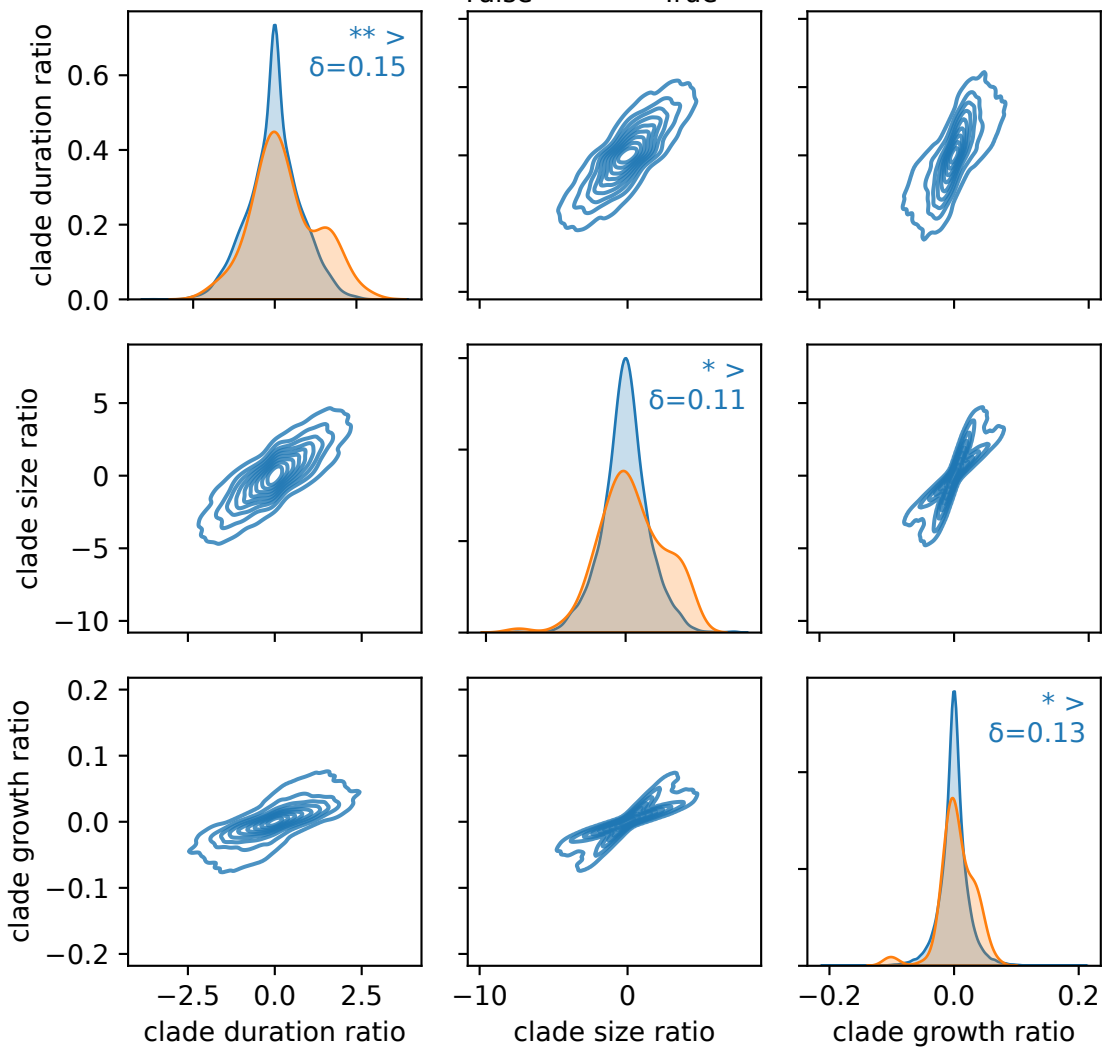 False True
clade duration ratio
0.6
0.4
0.2
0.0
** >
δ=0.15
clade size ratio
5
0
−5
−10
* >
δ=0.11
clade growth ratio
0.2
0.1
0.0
−0.1
−0.2
* >
δ=0.13
−2.5 0.0 2.5
−10 0
−0.2 0.0 0.2
clade duration ratio
clade size ratio
clade growth ratio